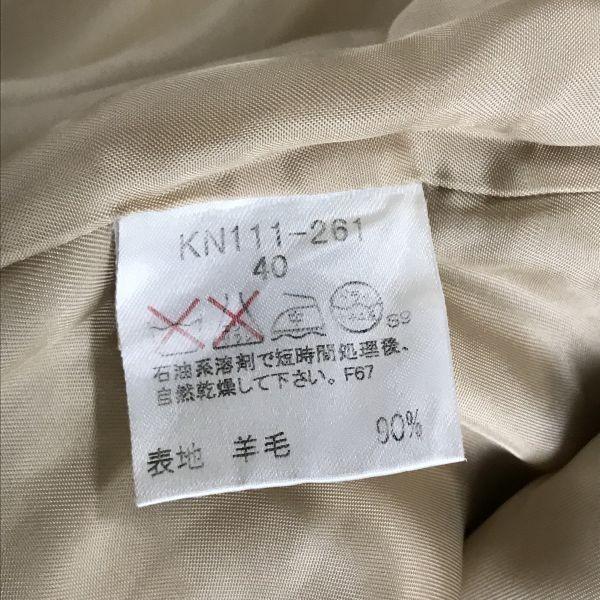 KN111-261
40
S9
石油系溶剤で短時間処理後、
自然乾燥して下さい。F67
表地 羊毛 90%